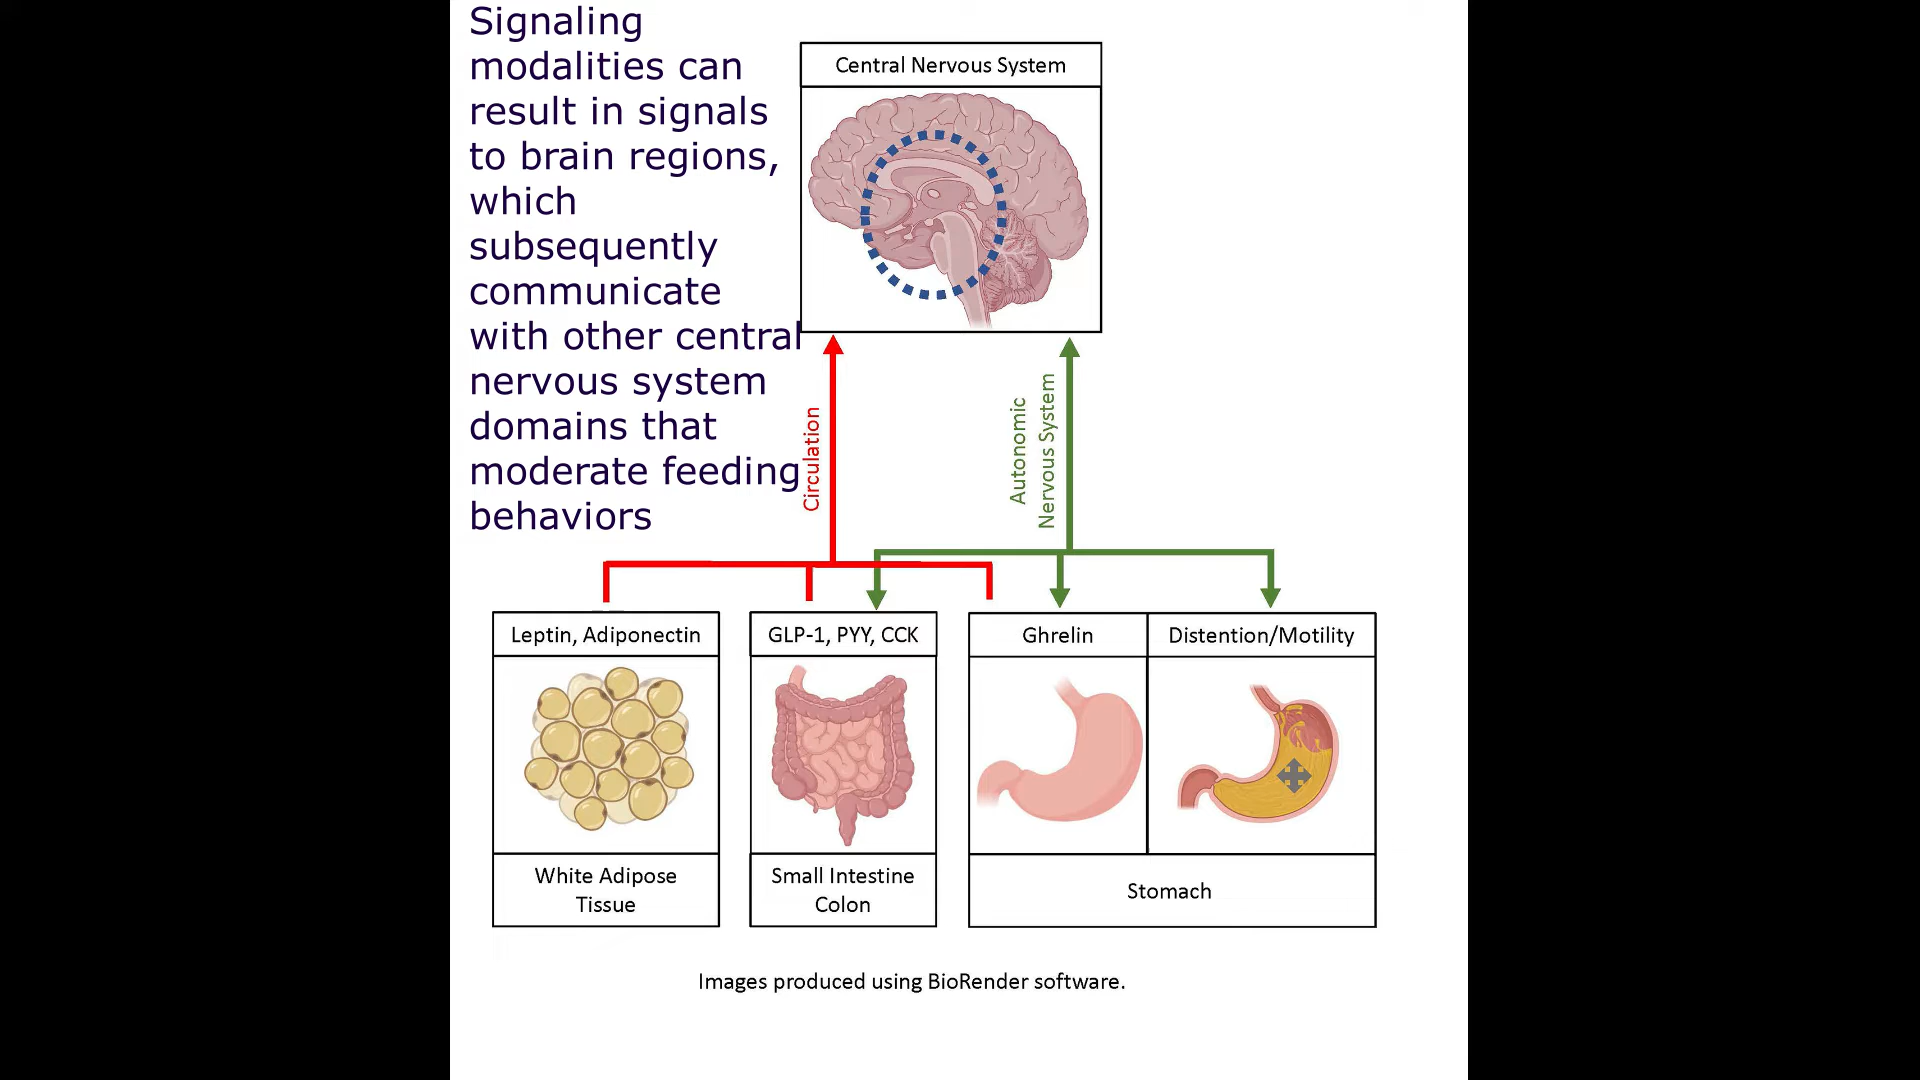 Signaling
modalities can
result in signals
to brain regions,
which
subsequently
communicate
with other central
nervous system
domains that
moderate feeding
behaviors
Central Nervous System
Circulation
Autonomic
Nervous System
Leptin, Adiponectin
GLP-1, PYY, CCK
Ghrelin
Distention/Motility
White Adipose
Tissue
Small Intestine
Colon
Stomach
Images produced using BioRender software.